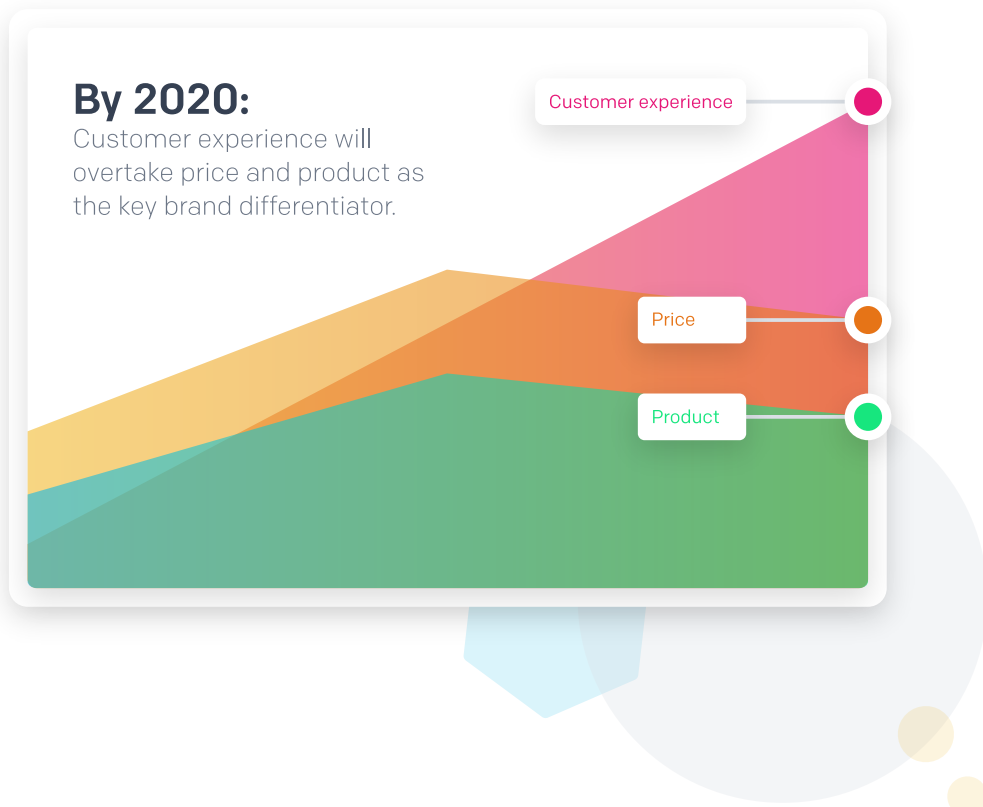 By 2020:
Customer experience will
overtake price and product as
the key brand differentiator.
Customer experience
Price
Product